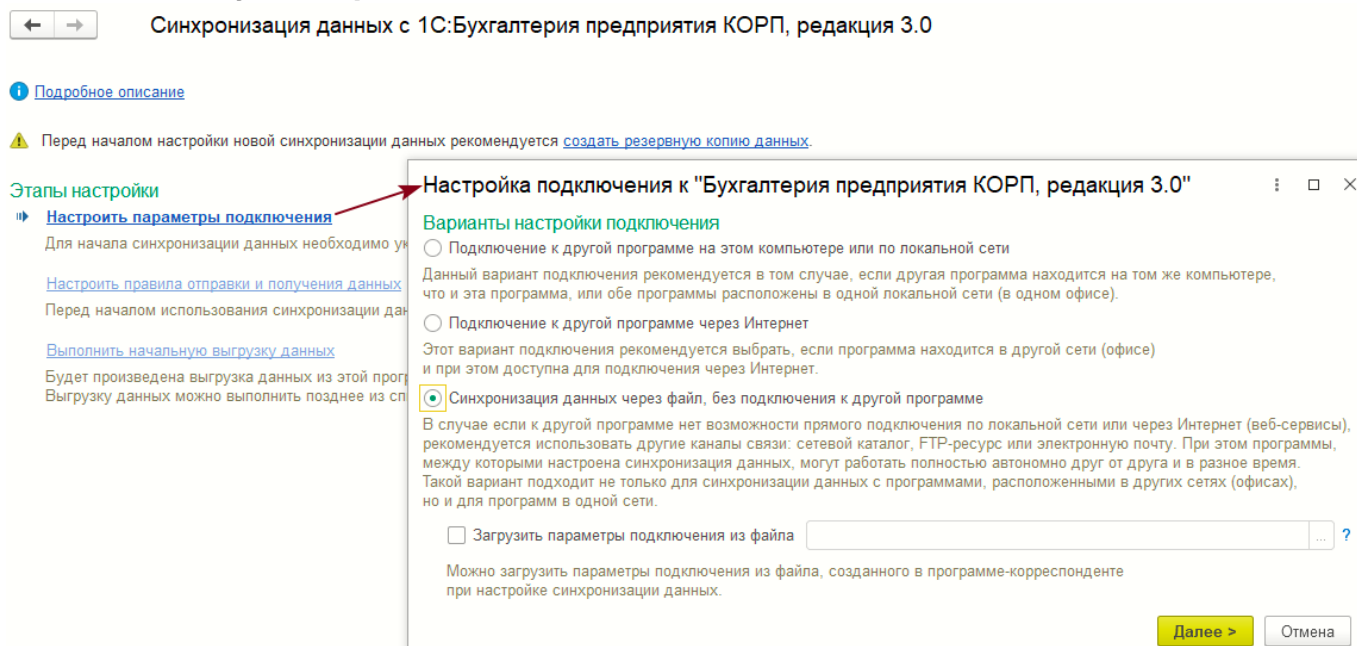 Синхронизация данных с 1С:Бухгалтерия предприятия КОРП, редакция 3.0
Подробное описание
Перед началом настройки новой синхронизации данных рекомендуется создать резервную копию данных.
Этапы настройки
Настроить параметры подключения
Для начала синхронизации данных необходимо
Настроить правила отправки и получения данных
Перед началом использования синхронизации
Выполнить начальную выгрузку данных
Будет произведена выгрузка данных из этой
Выгрузку данных можно выполнить позднее из
Настройка подключения к "Бухгалтерия предприятия КОРП, редакция 3.0"
Варианты настройки подключения
Подключение к другой программе на этом компьютере или по локальной сети
Данный вариант подключения рекомендуется в том случае, если другая программа находится на том же компьютере,
что и эта программа, или обе программы расположены в одной локальной сети (в одном офисе).
Подключение к другой программе через Интернет
Этот вариант подключения рекомендуется выбрать, если программа находится в другой сети (офисе)
и при этом доступна для подключения через Интернет.
Синхронизация данных через файл, без подключения к другой программе
В случае если к другой программе нет возможности прямого подключения по локальной сети или через Интернет (веб-сервисы),
рекомендуется использовать другие каналы связи: сетевой каталог, FTP-ресурс или электронную почту. При этом программы,
между которыми настроена синхронизация данных, могут работать полностью автономно друг от друга и в разное время.
Такой вариант подходит не только для синхронизации данных с программами, расположенными в других сетях (офисах),
но и для программ в одной сети.
Загрузить параметры подключения из файла ... ?
Можно загрузить параметры подключения из файла, созданного в программе-корреспонденте
при настройке синхронизации данных.
Далее > Отмена